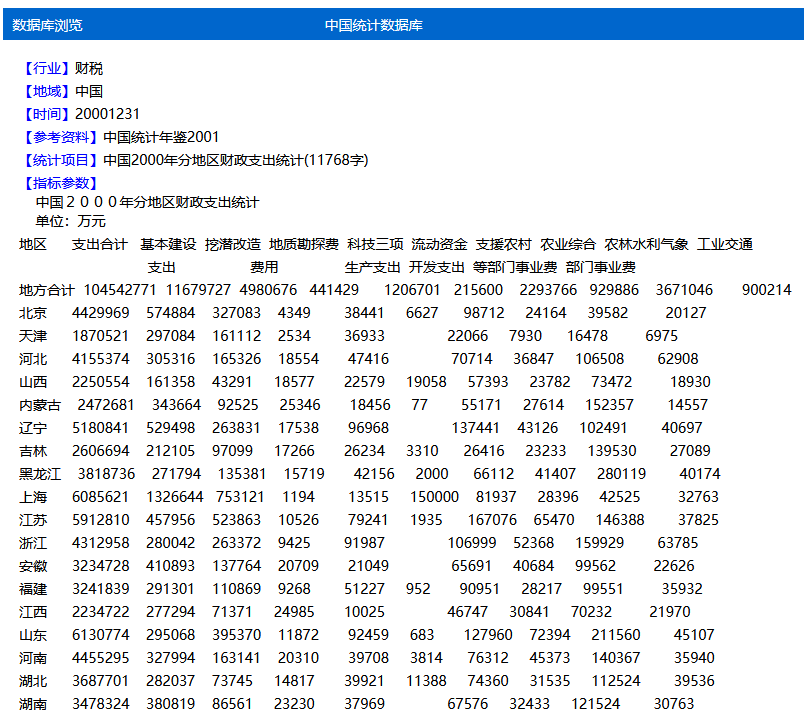 数据库浏览 中国统计数据库
【行业】财税
【地域】中国
【时间】20001231
【参考资料】中国统计年鉴2001
【统计项目】中国2000年分地区财政支出统计(11768字)
【指标参数】
中国２０００年分地区财政支出统计
单位：万元
地区 支出合计 基本建设 挖潜改造 地质勘探费 科技三项 流动资金 支援农村 农业综合 农林水利气象 工业交通
支出 费用 生产支出 开发支出 等部门事业费 部门事业费
地方合计 104542771 11679727 4980676 441429 1206701 215600 2293766 929886 3671046 900214
北京 4429969 574884 327083 4349 38441 6627 98712 24164 39582 20127
天津 1870521 297084 161112 2534 36933 22066 7930 16478 6975
河北 4155374 305316 165326 18554 47416 70714 36847 106508 62908
山西 2250554 161358 43291 18577 22579 19058 57393 23782 73472 18930
内蒙古 2472681 343664 92525 25346 18456 77 55171 27614 152357 14557
辽宁 5180841 529498 263831 17538 96968 137441 43126 102491 40697
吉林 2606694 212105 97099 17266 26234 3310 26416 23233 139530 27089
黑龙江 3818736 271794 135381 15719 42156 2000 66112 41407 280119 40174
上海 6085621 1326644 753121 1194 13515 150000 81937 28396 42525 32763
江苏 5912810 457956 523863 10526 79241 1935 167076 65470 146388 37825
浙江 4312958 280042 263372 9425 91987 106999 52368 159929 63785
安徽 3234728 410893 137764 20709 21049 65691 40684 99562 22626
福建 3241839 291301 110869 9268 51227 952 90951 28217 99551 35932
江西 2234722 277294 71371 24985 10025 46747 30841 70232 21970
山东 6130774 295068 395370 11872 92459 683 127960 72394 211560 45107
河南 4455295 327994 163141 20310 39708 3814 76312 45373 140367 35940
湖北 3687701 282037 73745 14817 39921 11388 74360 31535 112524 39536
湖南 3478324 380819 86561 23230 37969 67576 32433 121524 30763